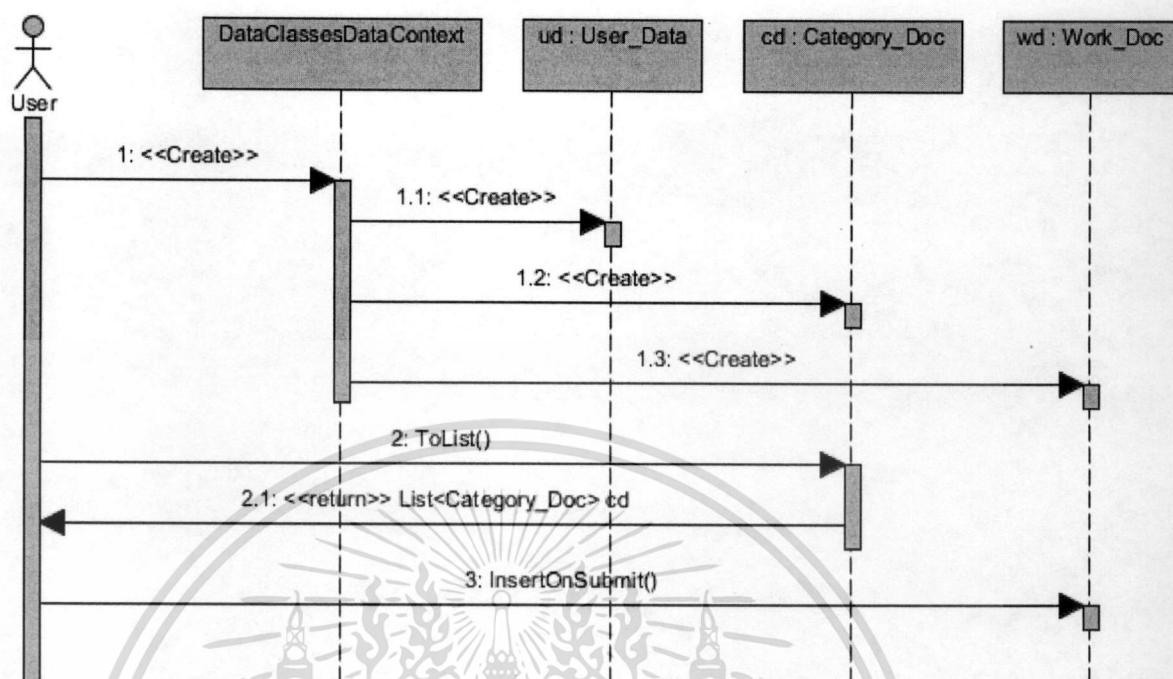 DataClassesDataContext
ud : User_Data
cd : Category_Doc
wd : Work_Doc
User
1: <<Create>>
1.1: <<Create>>
1.2: <<Create>>
1.3: <<Create>>
2: ToList()
2.1: <<return>> List<Category_Doc> cd
3: InsertOnSubmit()